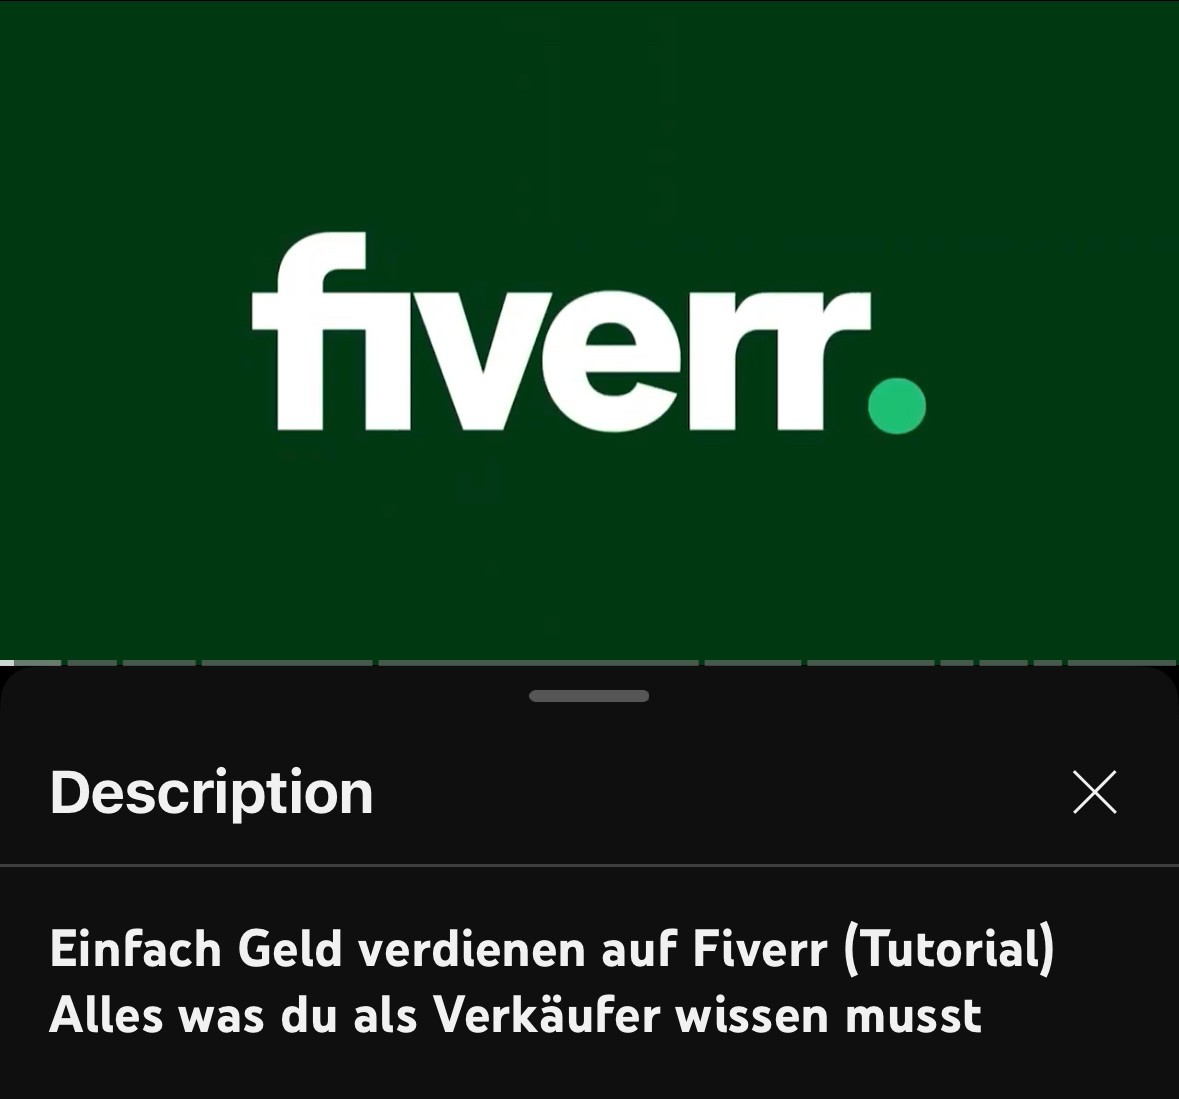 fiverr.
Description
Einfach Geld verdienen auf Fiverr (Tutorial)
Alles was du als Verkäufer wissen musst